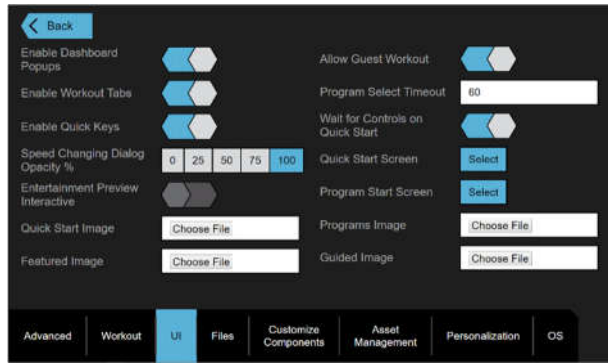 Back
Enable Dashboard
Popups
Enable Workout Tabs
Enable Quick Keys
Speed Changing Dialog
Opacity %
0 25 50 75 100
Entertainment Preview
Interactive
Quick Start Image
Choose File
Featured Image
Choose File
Allow Guest Workout
Program Select Timeout
60
Wait for Controls on
Quick Start
Quick Start Screen
Select
Program Start Screen
Select
Programs Image
Choose File
Guided Image
Choose File
Advanced
Workout
UI
Files
Customize
Components
Asset
Management
Personalization
OS